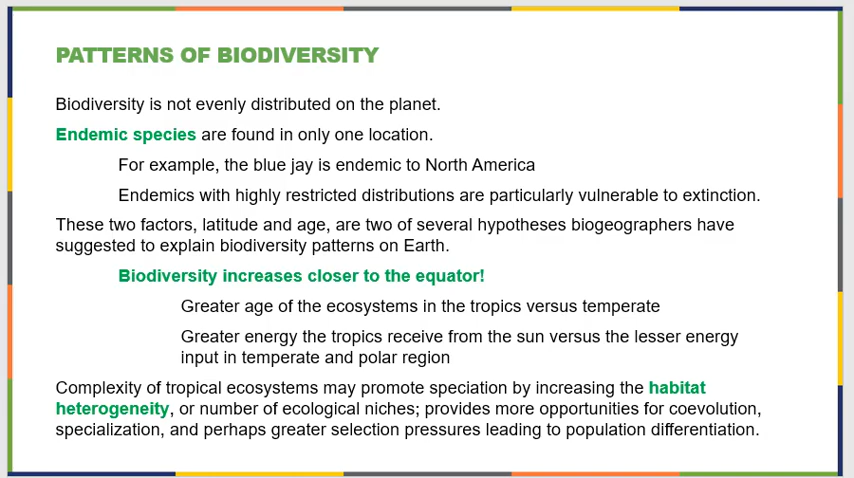 PATTERNS OF BIODIVERSITY
Biodiversity is not evenly distributed on the planet.
Endemic species are found in only one location.
For example, the blue jay is endemic to North America
Endemics with highly restricted distributions are particularly vulnerable to extinction.
These two factors, latitude and age, are two of several hypotheses biogeographers have
suggested to explain biodiversity patterns on Earth.
Biodiversity increases closer to the equator!
Greater age of the ecosystems in the tropics versus temperate
Greater energy the tropics receive from the sun versus the lesser energy
input in temperate and polar region
Complexity of tropical ecosystems may promote speciation by increasing the habitat
heterogeneity, or number of ecological niches; provides more opportunities for coevolution,
specialization, and perhaps greater selection pressures leading to population differentiation.